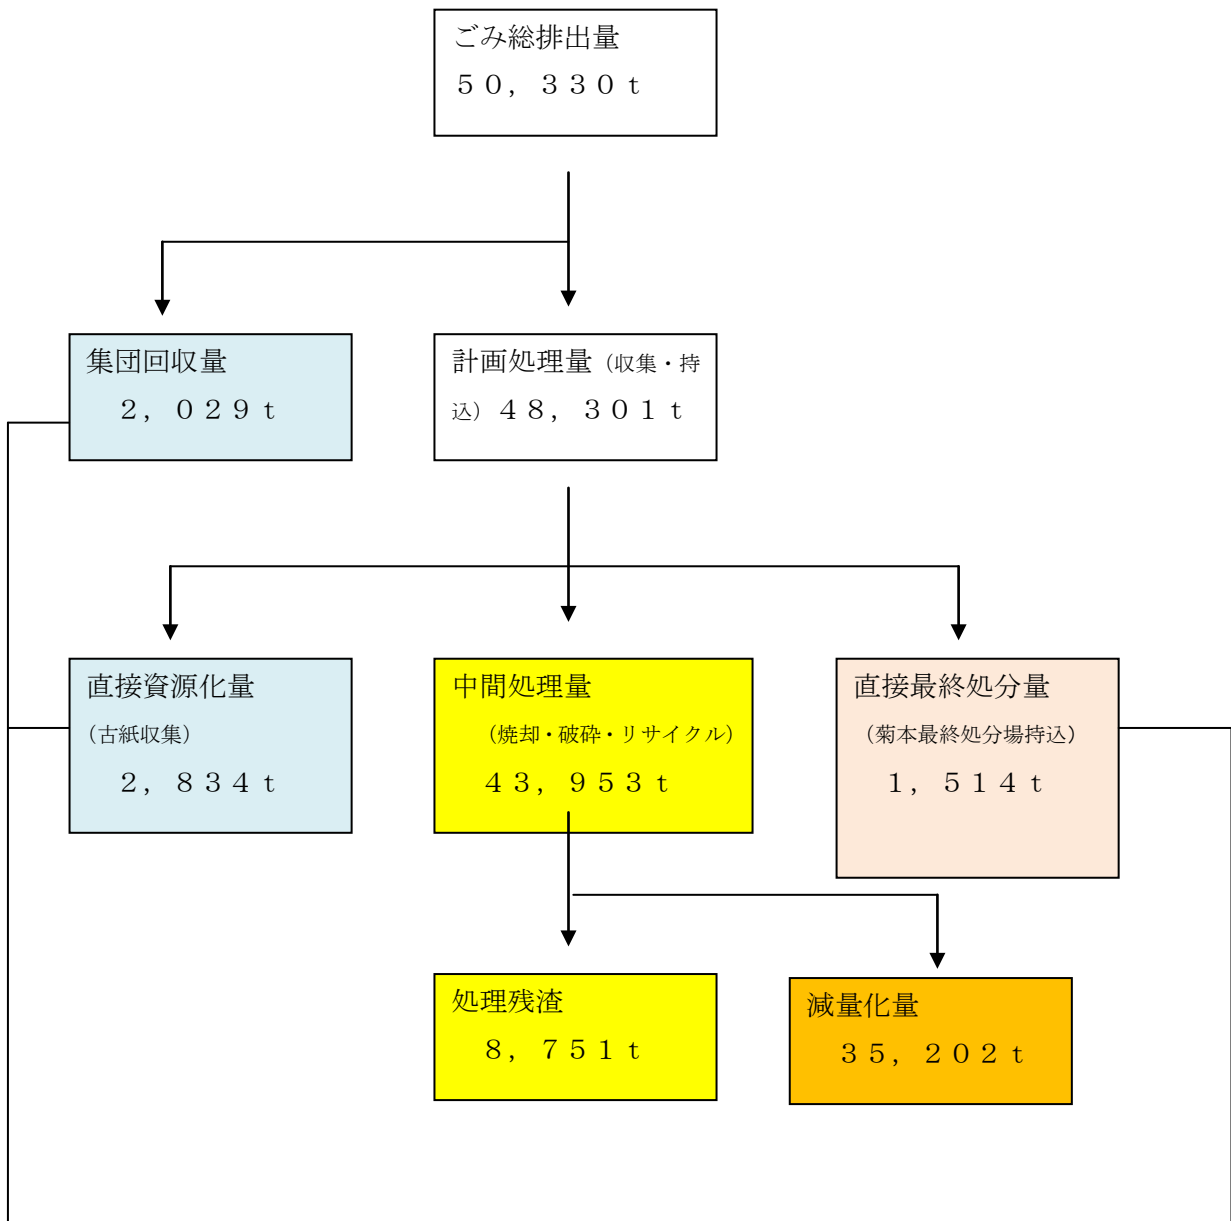 ごみ総排出量
５０，３３０ｔ
集団回収量
２，０２９ｔ
計画処理量（収集・持
込）４８，３０１ｔ
直接資源化量
（古紙収集）
２，８３４ｔ
中間処理量
（焼却・破砕・リサイクル）
４３，９５３ｔ
直接最終処分量
（菊本最終処分場持込）
１，５１４ｔ
処理残渣
８，７５１ｔ
減量化量
３５，２０２ｔ